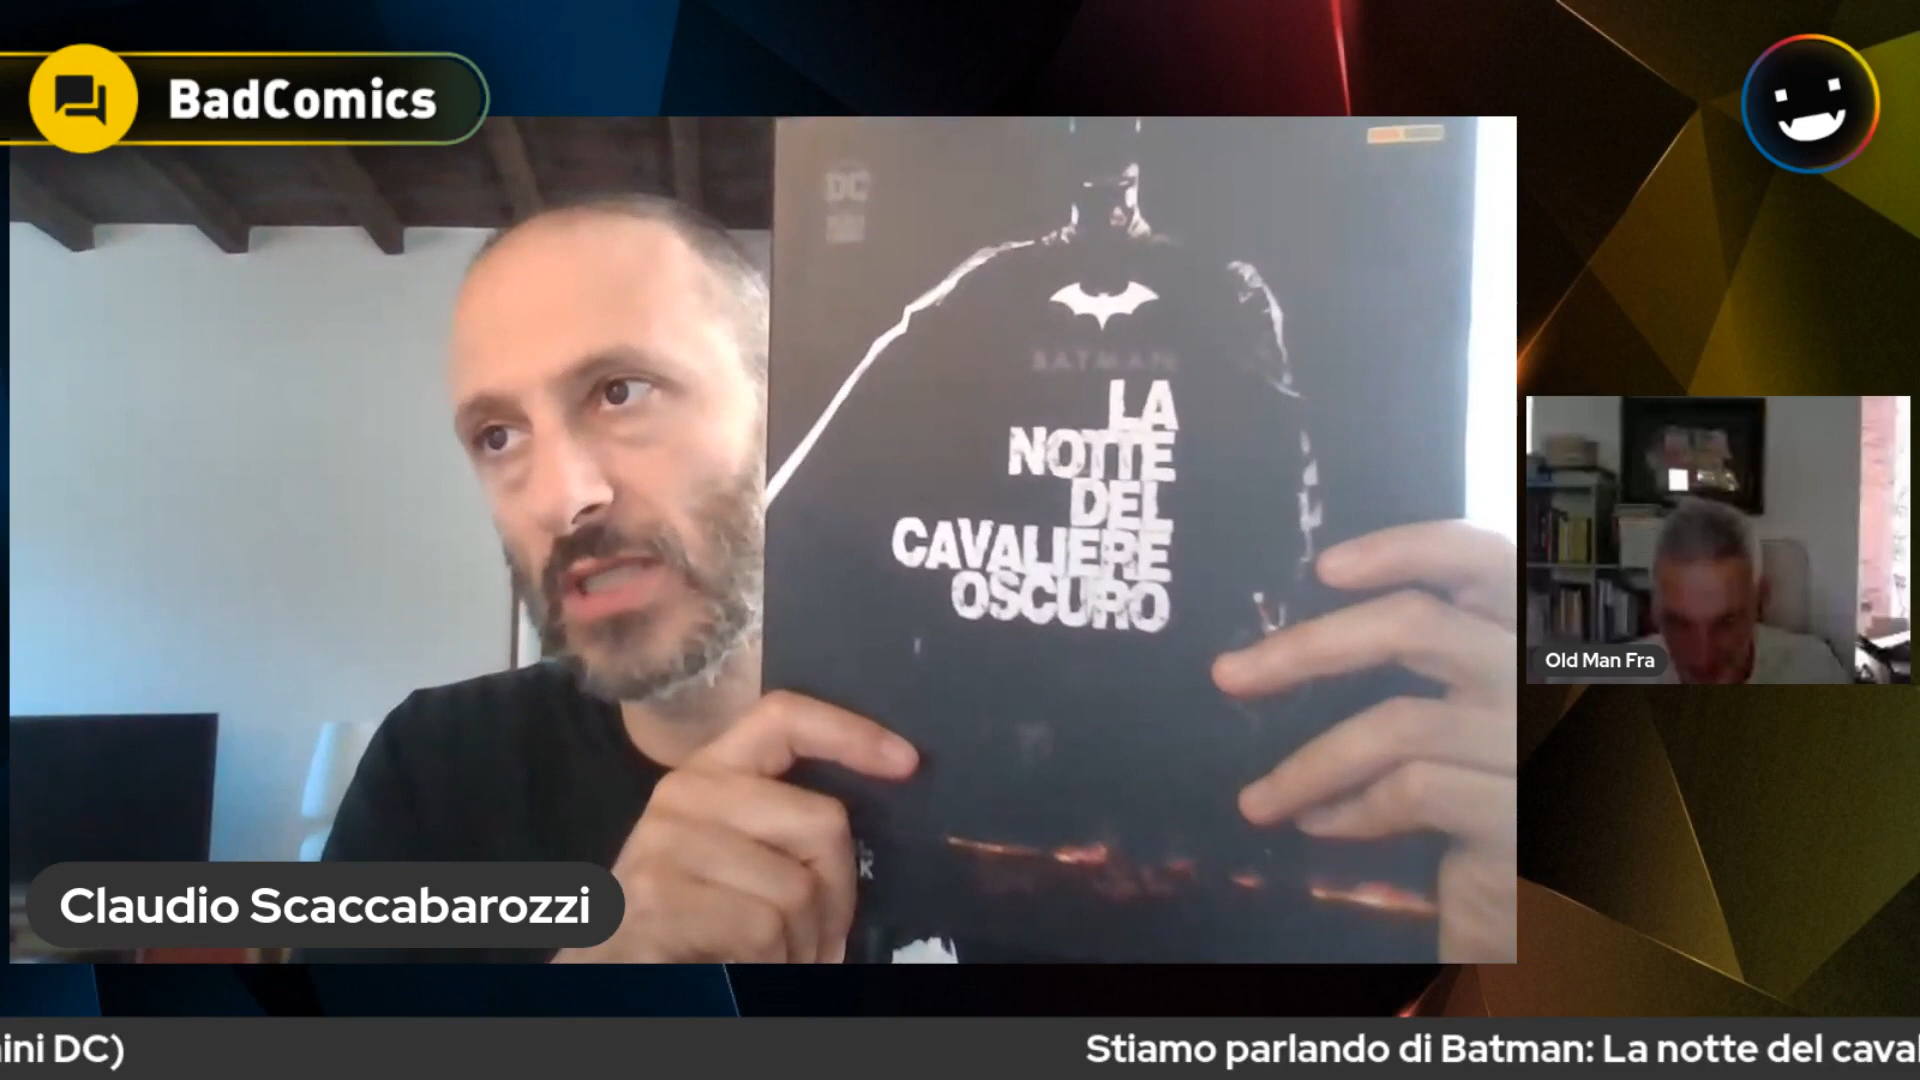 BadComics
DC
BATMAN
LA
NOTTE
DEL
CAVALIERE
OSCURO
Old Man Fra
Claudio Scaccabarozzi
ini DC)
Stiamo parlando di Batman: La notte del caval